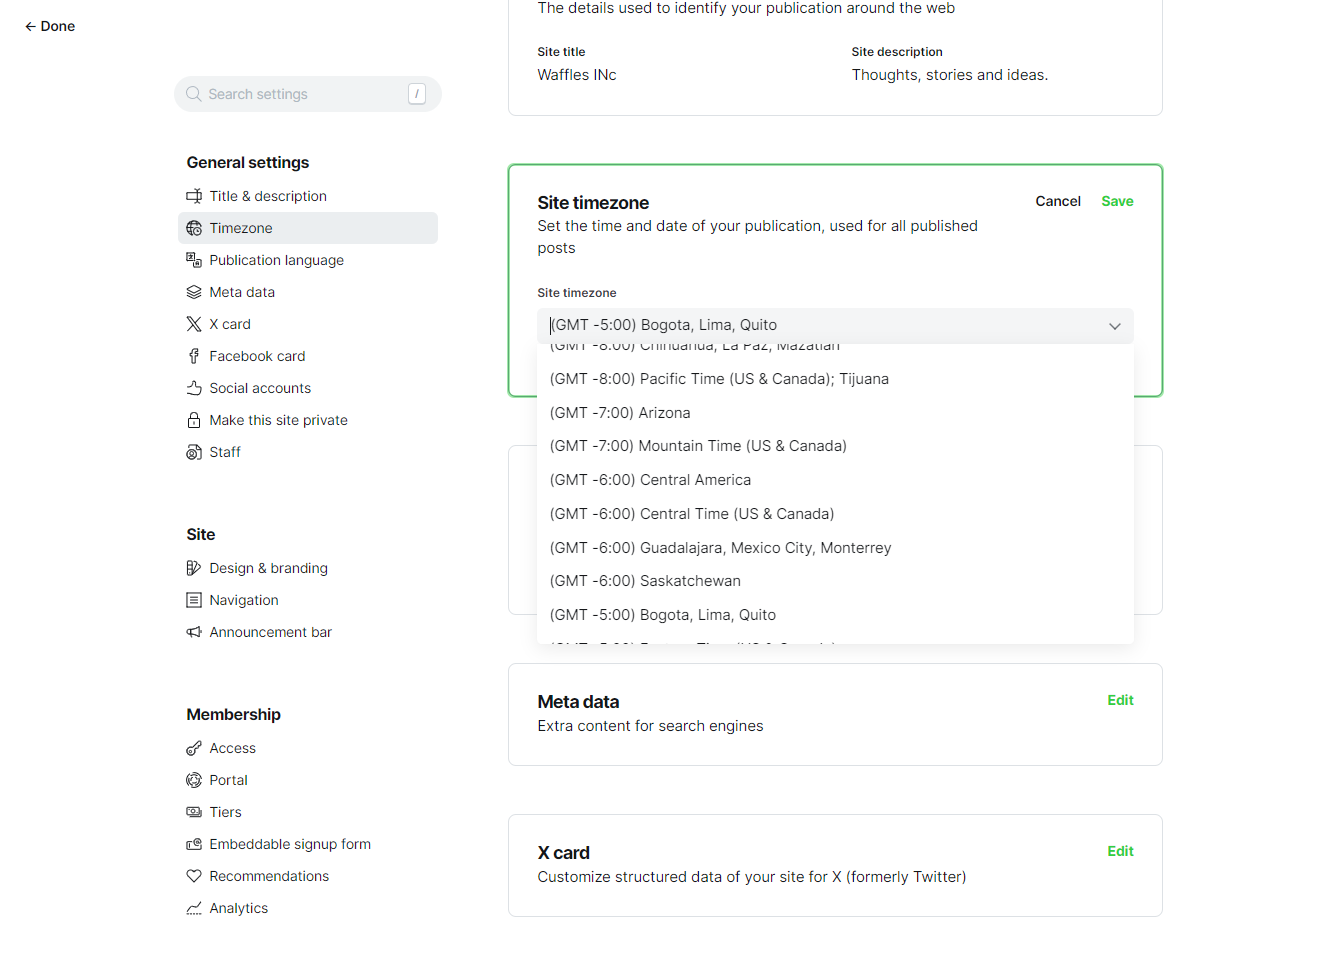 ← Done
Search settings /
General settings
Title & description
Timezone
Publication language
Meta data
X card
Facebook card
Social accounts
Make this site private
Staff
Site
Design & branding
Navigation
Announcement bar
Membership
Access
Portal
Tiers
Embeddable signup form
Recommendations
Analytics
The details used to identify your publication around the web
Site title
Waffles INc
Site description
Thoughts, stories and ideas.
Site timezone
Cancel Save
Set the time and date of your publication, used for all published
posts
Site timezone
(GMT -5:00) Bogota, Lima, Quito
(GMT -8:00) Chihuahua, La Paz, Mazatlan
(GMT -8:00) Pacific Time (US & Canada); Tijuana
(GMT -7:00) Arizona
(GMT -7:00) Mountain Time (US & Canada)
(GMT -6:00) Central America
(GMT -6:00) Central Time (US & Canada)
(GMT -6:00) Guadalajara, Mexico City, Monterrey
(GMT -6:00) Saskatchewan
(GMT -5:00) Bogota, Lima, Quito
Meta data
Edit
Extra content for search engines
X card
Edit
Customize structured data of your site for X (formerly Twitter)